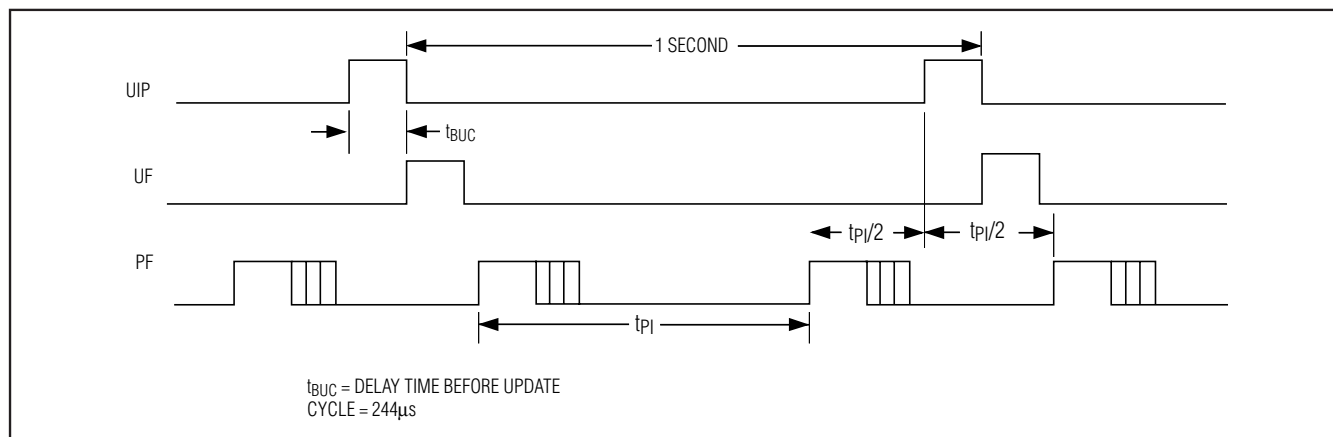 1 SECOND
UIP
tBUC
UF
tPI/2 tPI/2
PF
tPI
tBUC = DELAY TIME BEFORE UPDATE
CYCLE = 244μs